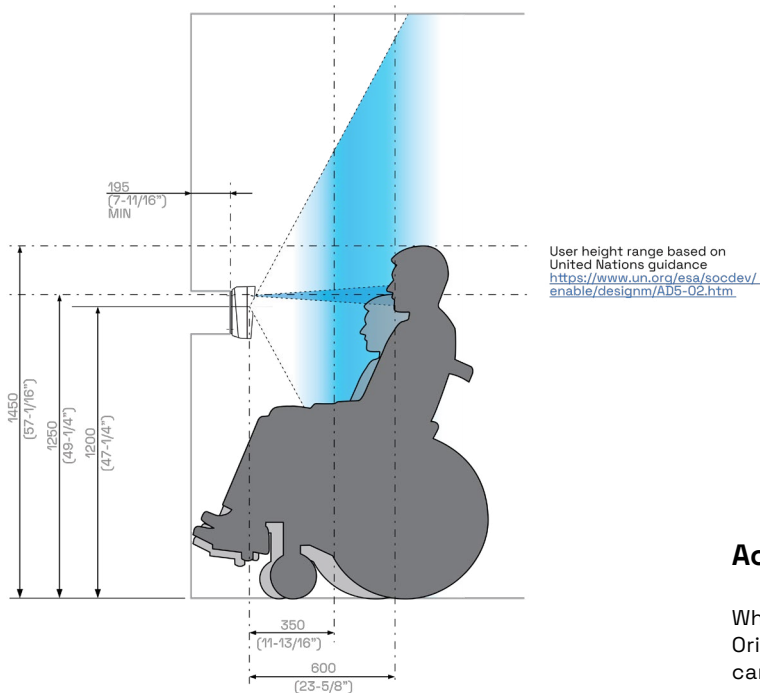 195
(7-11/16")
MIN
User height range based on
United Nations guidance
https://www.un.org/esa/socdev/
enable/designm/AD5-02.htm
1450
(57-1/16")
1250
(49-1/4")
1200
(47-1/4")
350
(11-13/16")
600
(23-5/8")
Wh
Ori